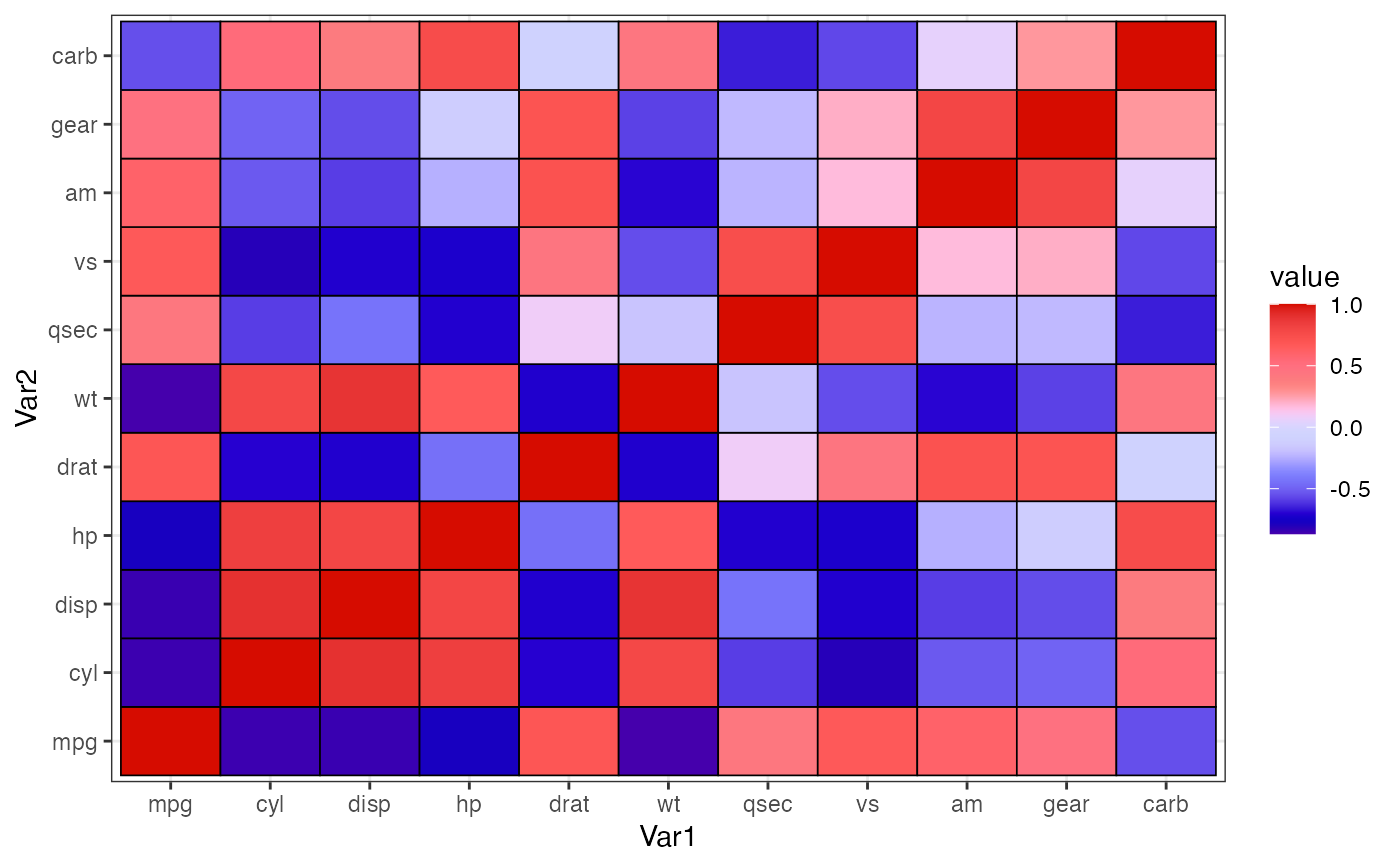 carb
gear
am
vs
qsec
wt
drat
hp
disp
cyl
mpg
Var2
mpg cyl disp hp drat wt qsec vs am gear carb
Var1
value
1.0
0.5
0.0
-0.5